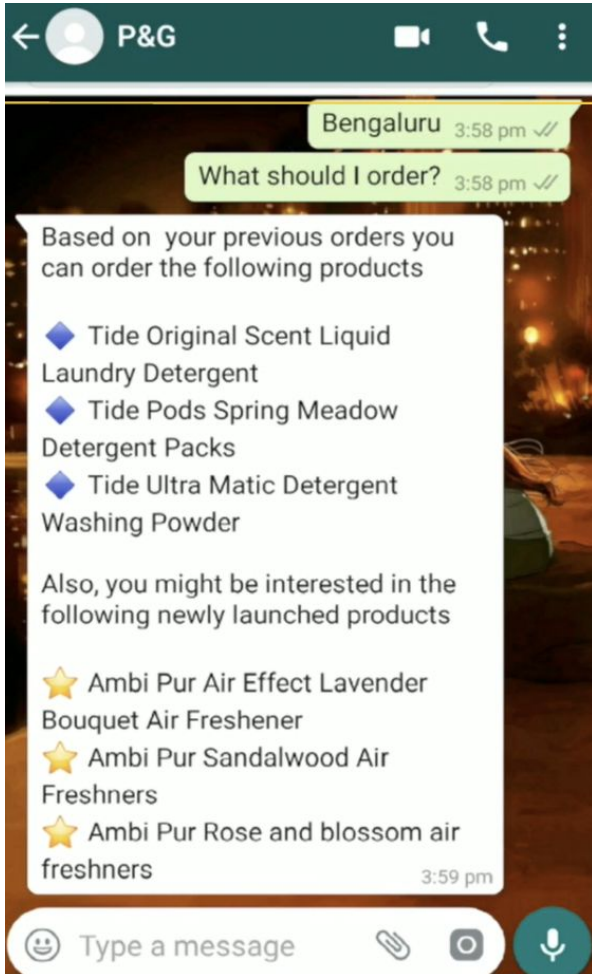 P&G
Bengaluru 3:58 pm
What should I order? 3:58 pm
Based on your previous orders you
can order the following products
🔷 Tide Original Scent Liquid
Laundry Detergent
🔷 Tide Pods Spring Meadow
Detergent Packs
🔷 Tide Ultra Matic Detergent
Washing Powder
Also, you might be interested in the
following newly launched products
⭐ Ambi Pur Air Effect Lavender
Bouquet Air Freshener
⭐ Ambi Pur Sandalwood Air
Freshners
⭐ Ambi Pur Rose and blossom air
freshners 3:59 pm
Type a message